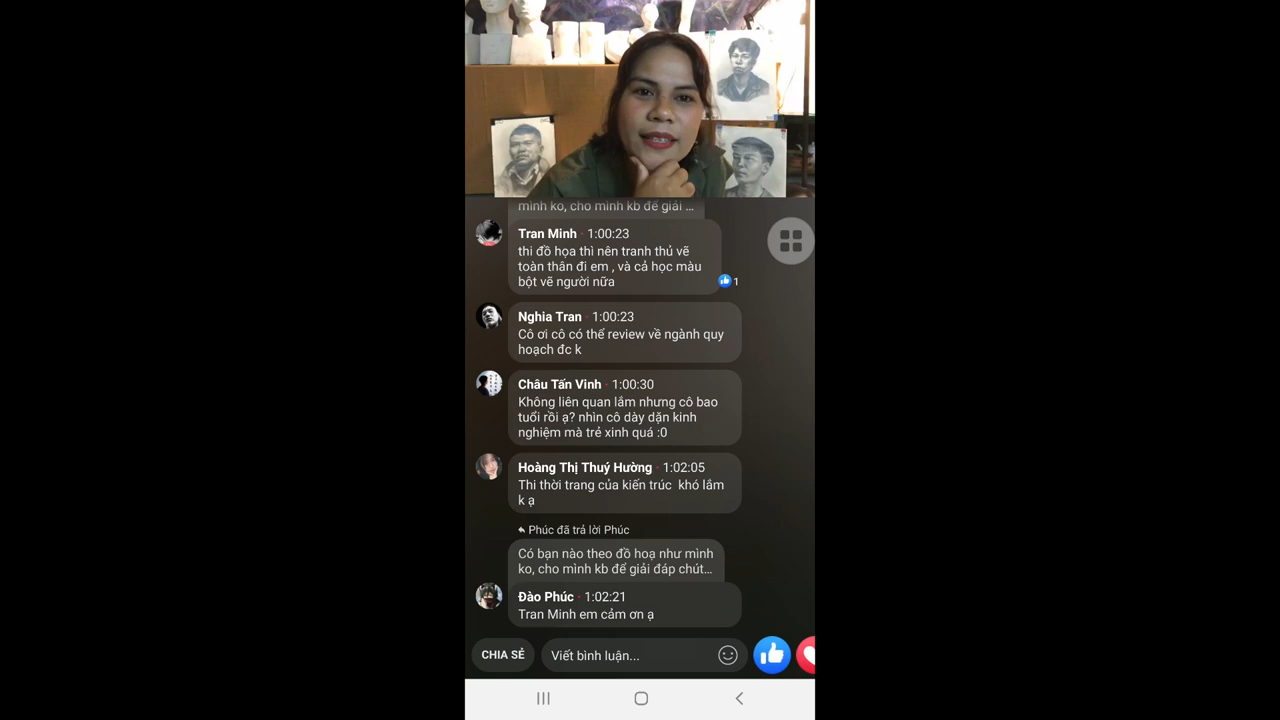 mình ko, cho mình kb để giải ...
Tran Minh · 1:00:23
thi đồ họa thì nên tranh thủ vẽ
toàn thân đi em , và cả học màu
bột vẽ người nữa
1
Nghia Tran · 1:00:23
Cô ơi cô có thể review về ngành quy
hoạch đc k
Châu Tấn Vinh · 1:00:30
Không liên quan lắm nhưng cô bao
tuổi rồi ạ? nhìn cô dày dặn kinh
nghiệm mà trẻ xinh quá :0
Hoàng Thị Thuý Hường · 1:02:05
Thi thời trang của kiến trúc khó lắm
k ạ
Phúc đã trả lời Phúc
Có bạn nào theo đồ hoạ như mình
ko, cho mình kb để giải đáp chút...
Đào Phúc · 1:02:21
Tran Minh em cảm ơn ạ
CHIA SẺ
Viết bình luận...